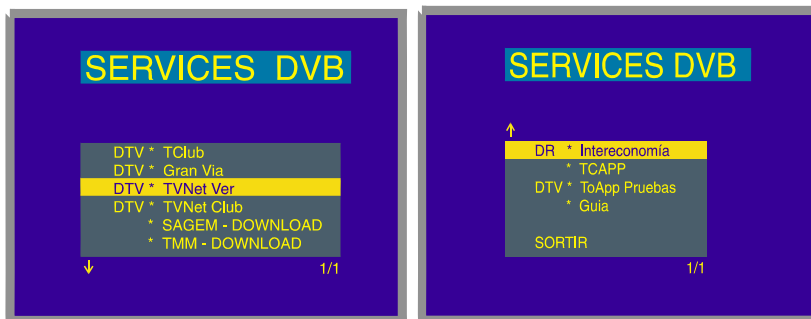 SERVICES DVB
DTV * TClub
DTV * Gran Via
DTV * TVNet Ver
DTV * TVNet Club
* SAGEM - DOWNLOAD
* TMM - DOWNLOAD
↓ 1/1
SERVICES DVB
↑
DR * Intereconomía
* TCAPP
DTV * ToApp Pruebas
* Guia
SORTIR
1/1